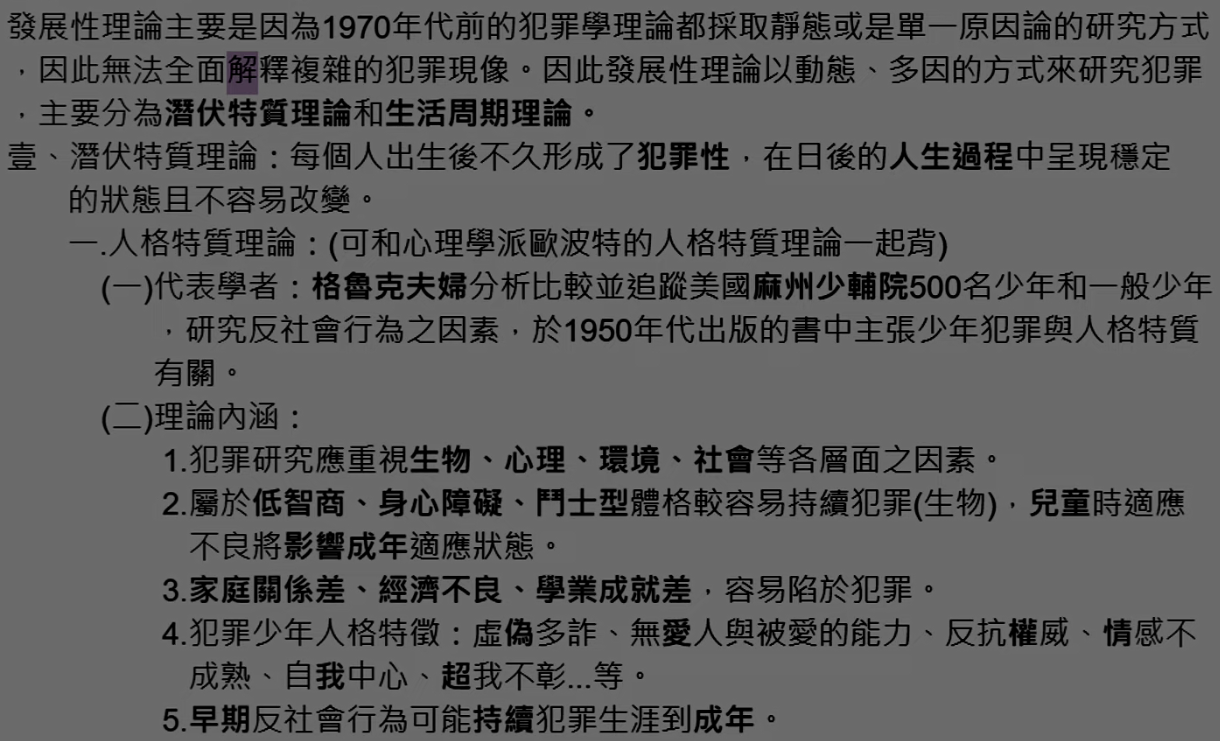 發展性理論主要是因為1970年代前的犯罪學理論都採取靜態或是單一原因論的研究方式
，因此無法全面解釋複雜的犯罪現像。因此發展性理論以動態、多因的方式來研究犯罪
，主要分為潛伏特質理論和生活周期理論。
壹、潛伏特質理論：每個人出生後不久形成了犯罪性，在日後的人生過程中呈現穩定
的狀態且不容易改變。
一.人格特質理論：(可和心理學派歐波特的人格特質理論一起背)
(一)代表學者：格魯克夫婦分析比較並追蹤美國麻州少輔院500名少年和一般少年
，研究反社會行為之因素，於1950年代出版的書中主張少年犯罪與人格特質
有關。
(二)理論內涵：
1.犯罪研究應重視生物、心理、環境、社會等各層面之因素。
2.屬於低智商、身心障礙、鬥士型體格較容易持續犯罪(生物)，兒童時適應
不良將影響成年適應狀態。
3.家庭關係差、經濟不良、學業成就差，容易陷於犯罪。
4.犯罪少年人格特徵：虛偽多詐、無愛人與被愛的能力、反抗權威、情感不
成熟、自我中心、超我不彰...等。
5.早期反社會行為可能持續犯罪生涯到成年。